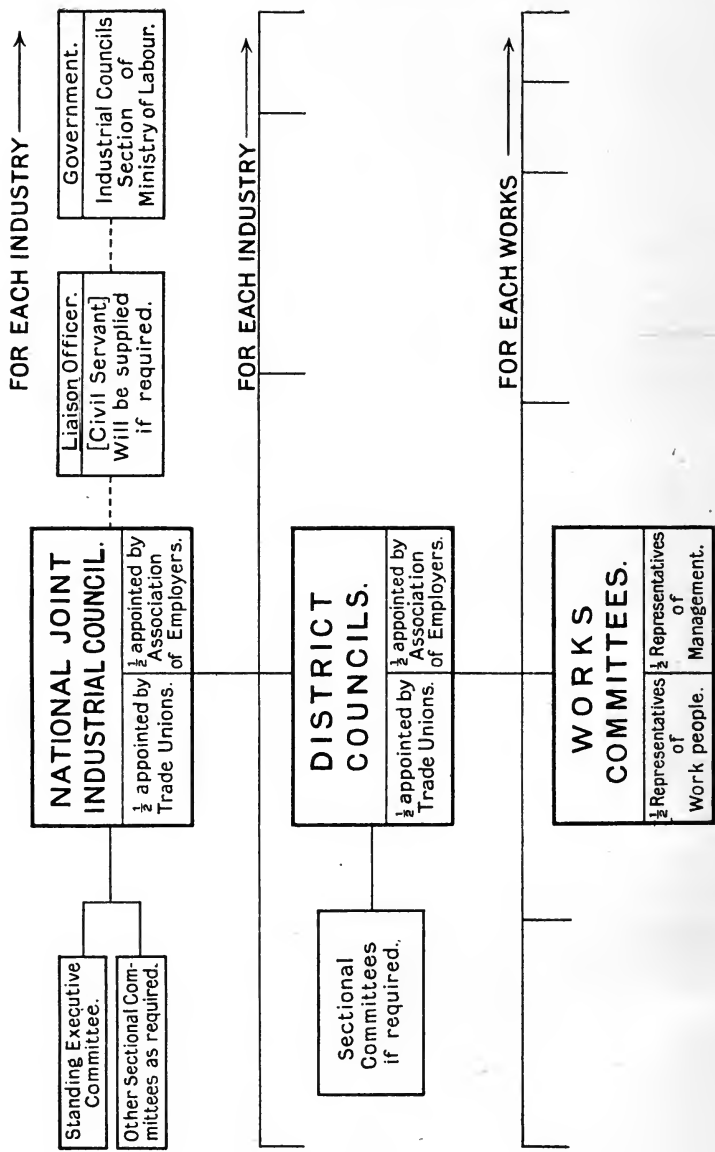 FOR EACH INDUSTRY
Standing Executive
Committee.
Other Sectional Com-
mittees as required.
NATIONAL JOINT
INDUSTRIAL COUNCIL.
½ appointed by
Trade Unions.
½ appointed by
Association
of Employers.
Liaison Officer.
[Civil Servant]
Will be supplied
if required.
Government.
Industrial Councils
Section
of
Ministry of Labour.
FOR EACH INDUSTRY
Sectional
Committees
if required.
DISTRICT
COUNCILS.
½ appointed by
Trade Unions.
½ appointed by
Association
of Employers.
FOR EACH WORKS
WORKS
COMMITTEES.
½ Representatives
of
Work people.
½ Representatives
of
Management.